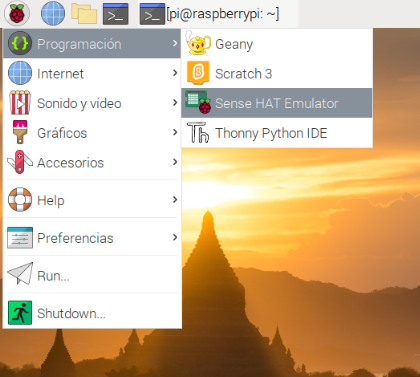 [pi@raspberrypi: ~]
Programación
Geany
Internet
Scratch 3
Sonido y vídeo
Sense HAT Emulator
Gráficos
Th Thonny Python IDE
Accesorios
Help
Preferencias
Run...
Shutdown...